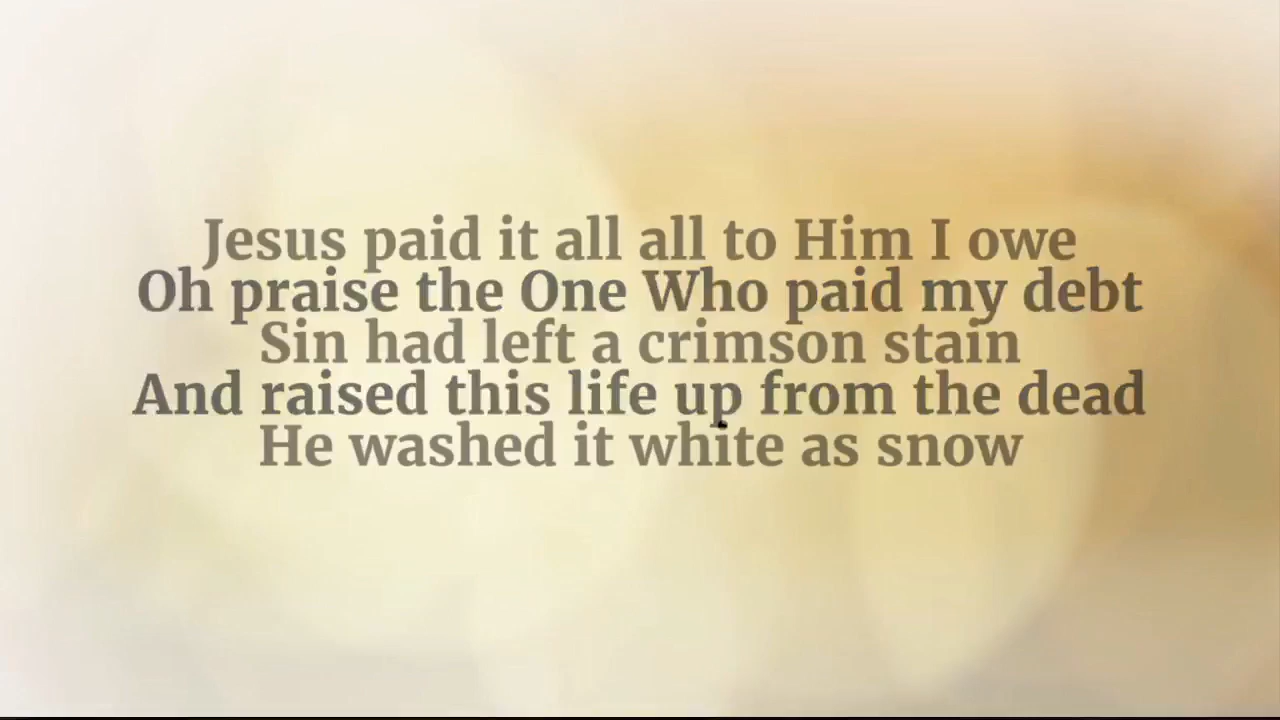 Jesus paid it all all to Him I owe
Oh praise the One Who paid my debt
Sin had left a crimson stain
And raised this life up from the dead
He washed it white as snow